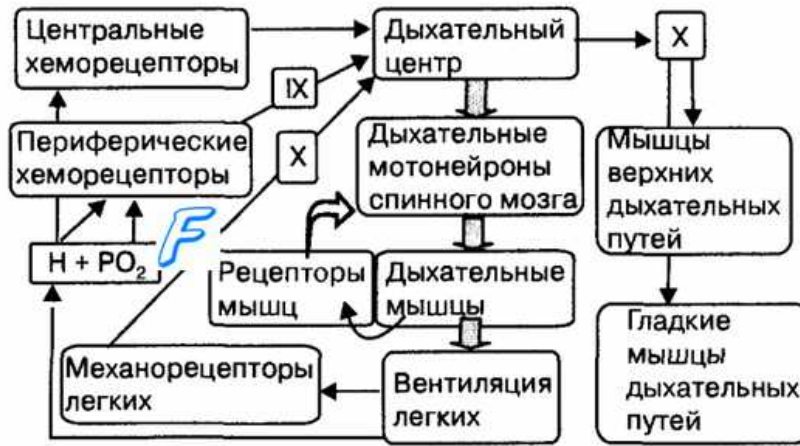 Центральные
хеморецепторы
Дыхательный
центр
X
IX
X
Периферические
хеморецепторы
Дыхательные
мотонейроны
спинного мозга
Мышцы
верхних
дыхательных
путей
H + PO₂
F
Рецепторы
мышц
Дыхательные
мышцы
Гладкие
мышцы
дыхательных
путей
Механорецепторы
легких
Вентиляция
легких